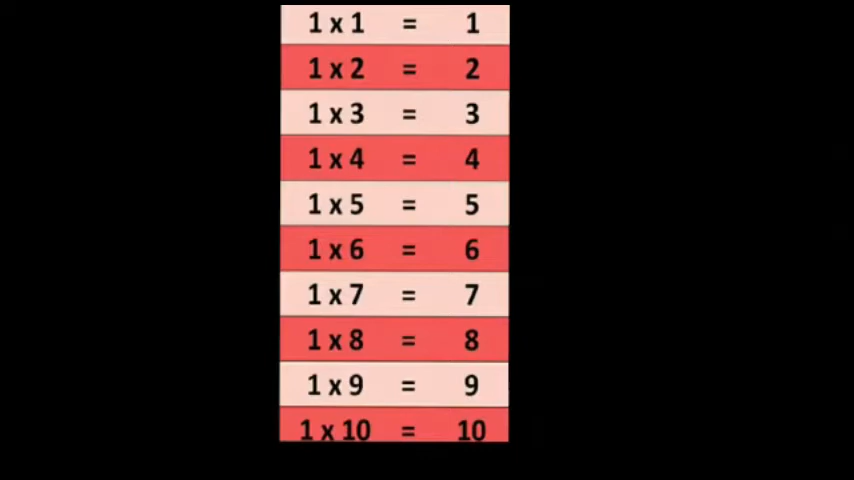 1 x 1 = 1
1 x 2 = 2
1 x 3 = 3
1 x 4 = 4
1 x 5 = 5
1 x 6 = 6
1 x 7 = 7
1 x 8 = 8
1 x 9 = 9
1 x 10 = 10